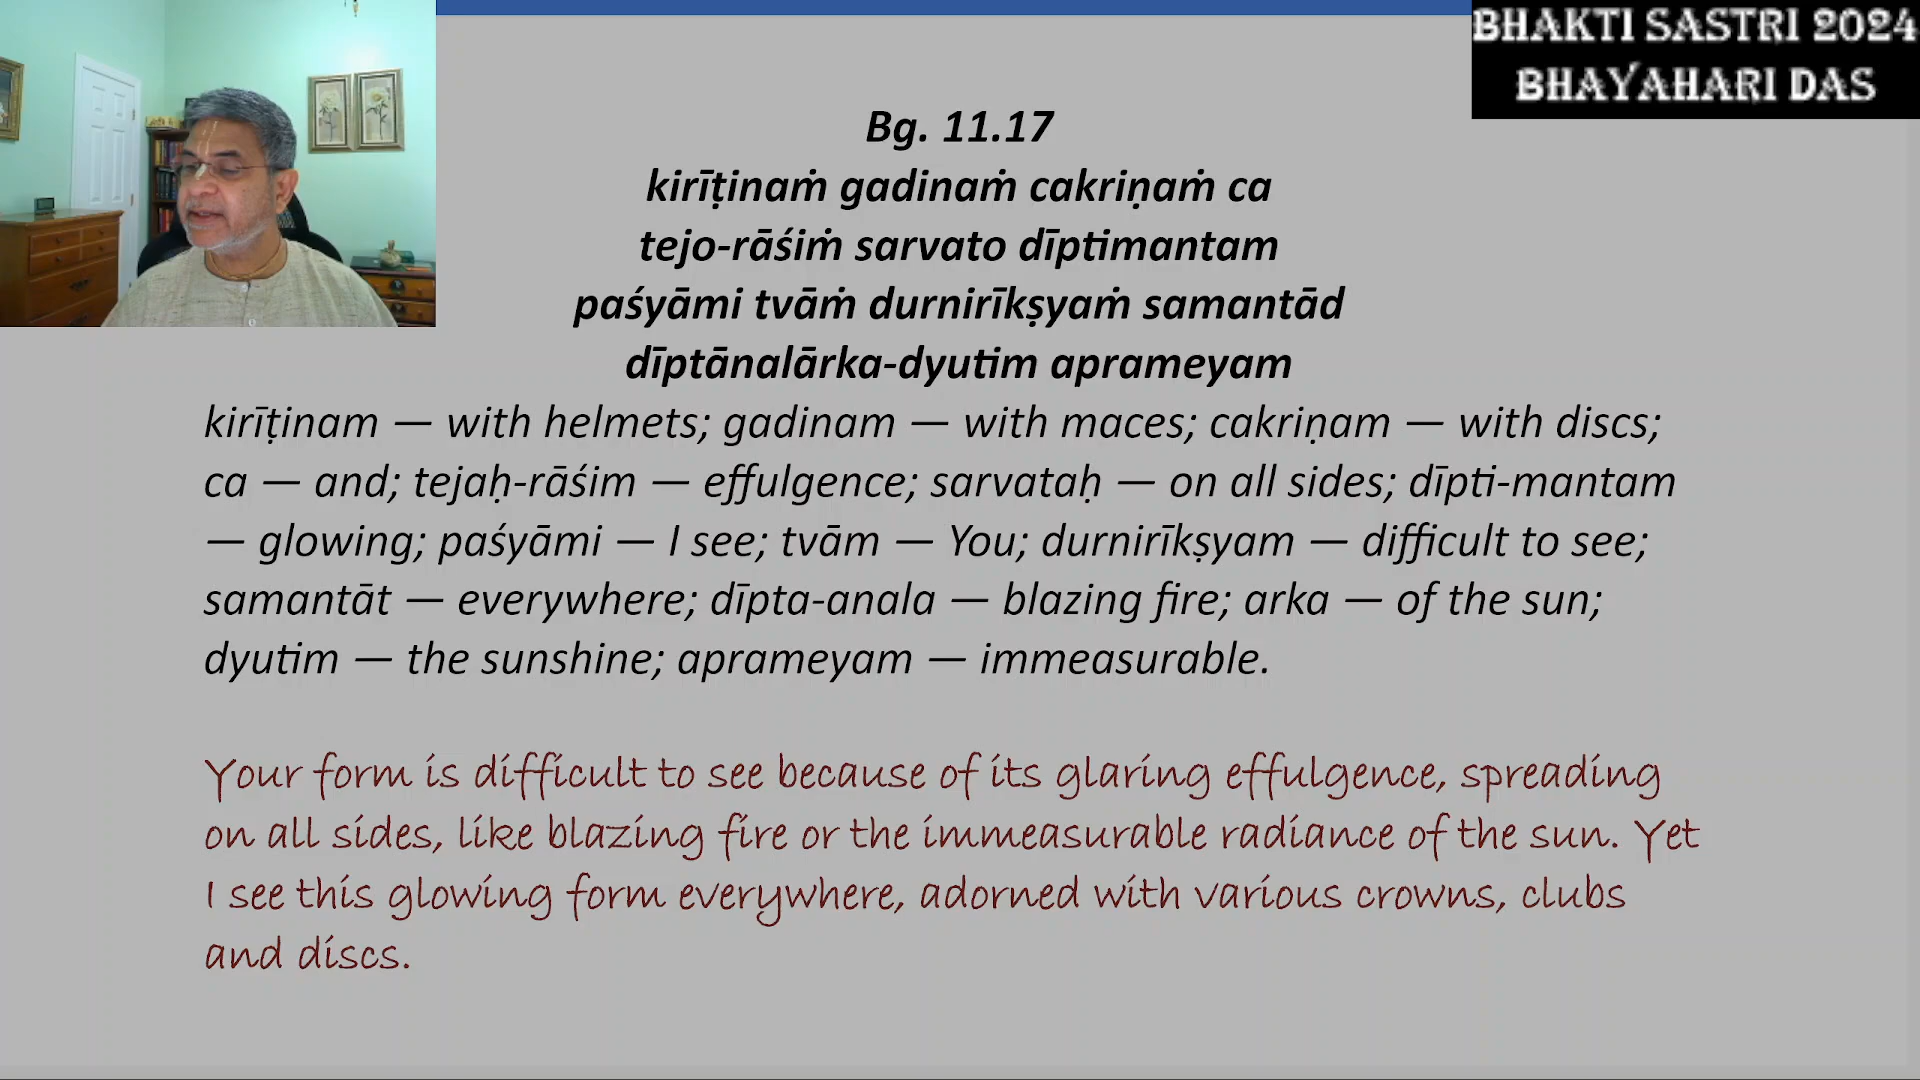 BHAKTI SASTRI 2024
BHAYAHARI DAS
Bg. 11.17
kirīṭinaṁ gadinaṁ cakriṇaṁ ca
tejo-rāśiṁ sarvato dīptimantam
paśyāmi tvāṁ durnirīkṣyaṁ samantād
dīptānalārka-dyutim aprameyam
kirīṭinam — with helmets; gadinam — with maces; cakriṇam — with discs;
ca — and; tejaḥ-rāśim — effulgence; sarvataḥ — on all sides; dīpti-mantam
— glowing; paśyāmi — I see; tvām — You; durnirīkṣyam — difficult to see;
samantāt — everywhere; dīpta-anala — blazing fire; arka — of the sun;
dyutim — the sunshine; aprameyam — immeasurable.
Your form is difficult to see because of its glaring effulgence, spreading
on all sides, like blazing fire or the immeasurable radiance of the sun. Yet
I see this glowing form everywhere, adorned with various crowns, clubs
and discs.